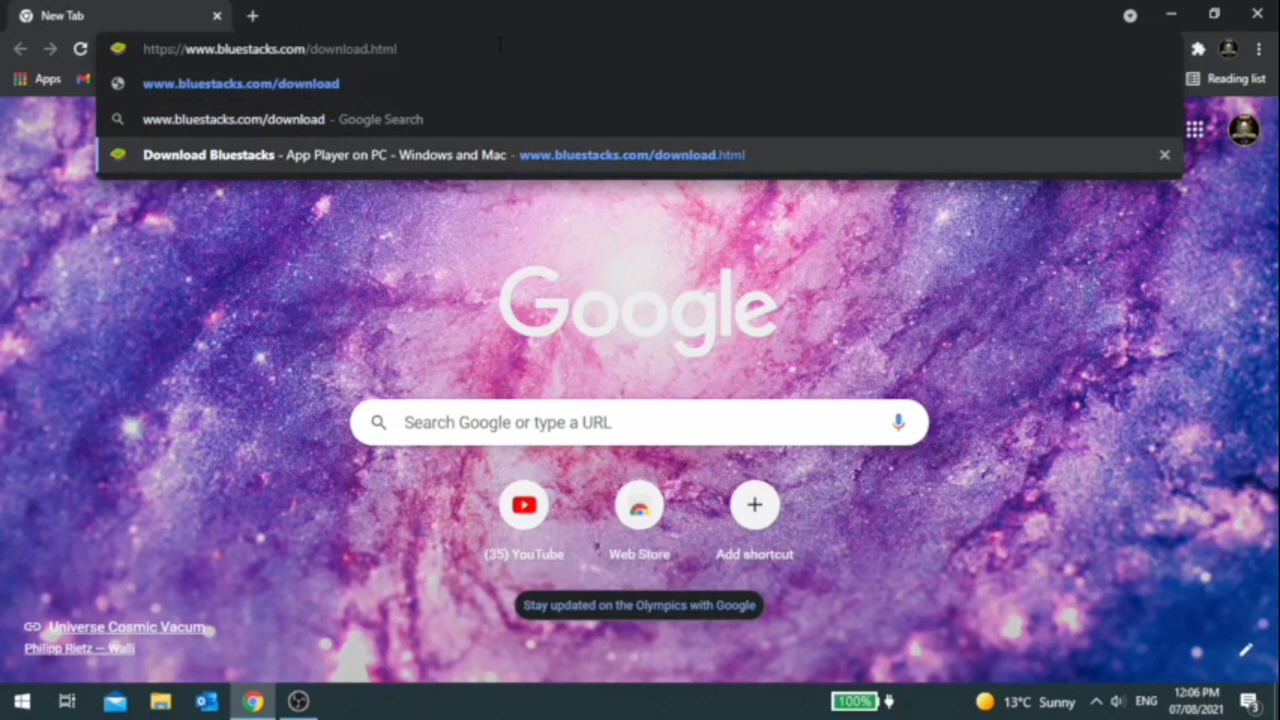 New Tab
https://www.bluestacks.com/download.html
www.bluestacks.com/download
www.bluestacks.com/download - Google Search
Download Bluestacks - App Player on PC - Windows and Mac - www.bluestacks.com/download.html
Apps
Reading list
Google
Search Google or type a URL
(35) YouTube
Web Store
Add shortcut
Stay updated on the Olympics with Google
Universe Cosmic Vacum
Philipp Rietz — Walli
100%
13°C Sunny
ENG
12:06 PM
07/08/2021
3